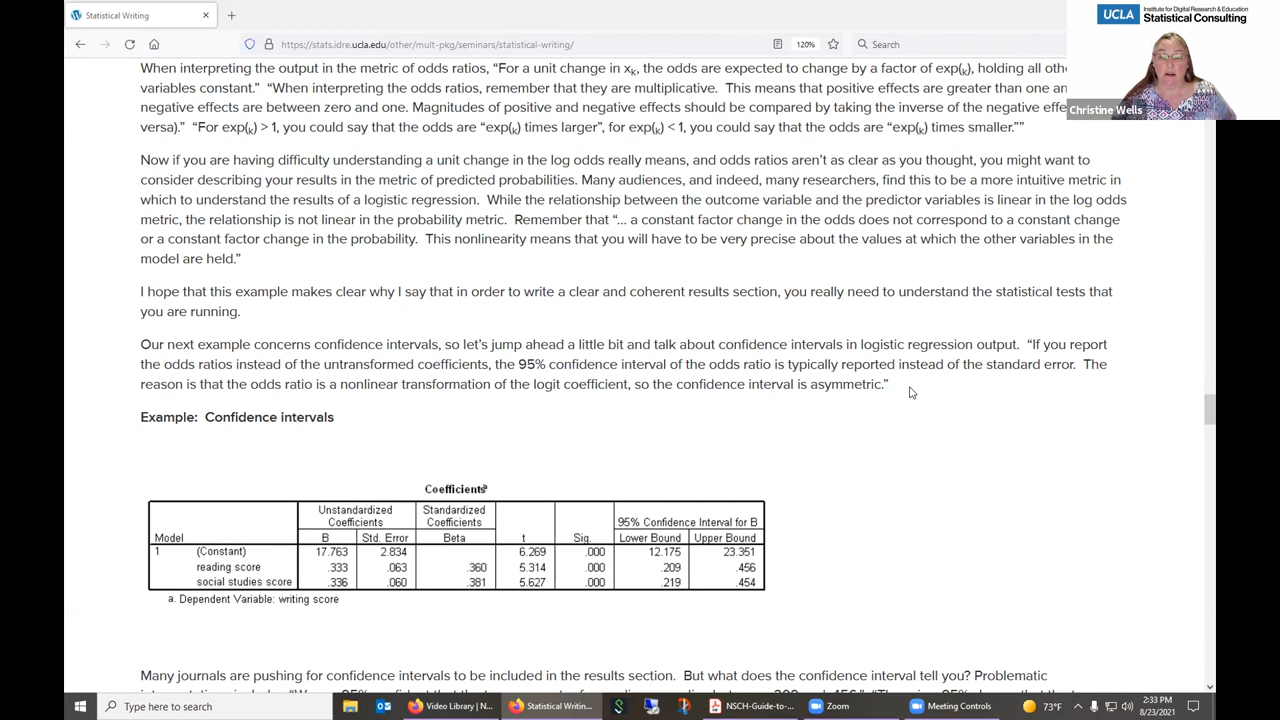 Statistical Writing
UCLA Institute for Digital Research & Education
Statistical Consulting
https://stats.idre.ucla.edu/other/mult-pkg/seminars/statistical-writing/
120%
Search
Christine Wells
When interpreting the output in the metric of odds ratios, “For a unit change in xk, the odds are expected to change by a factor of exp(k), holding all othe
variables constant.” “When interpreting the odds ratios, remember that they are multiplicative. This means that positive effects are greater than one an
negative effects are between zero and one. Magnitudes of positive and negative effects should be compared by taking the inverse of the negative effe
versa).” “For exp(k) > 1, you could say that the odds are “exp(k) times larger”, for exp(k) < 1, you could say that the odds are “exp(k) times smaller.””
Now if you are having difficulty understanding a unit change in the log odds really means, and odds ratios aren’t as clear as you thought, you might want to
consider describing your results in the metric of predicted probabilities. Many audiences, and indeed, many researchers, find this to be a more intuitive metric in
which to understand the results of a logistic regression. While the relationship between the outcome variable and the predictor variables is linear in the log odds
metric, the relationship is not linear in the probability metric. Remember that “… a constant factor change in the odds does not correspond to a constant change
or a constant factor change in the probability. This nonlinearity means that you will have to be very precise about the values at which the other variables in the
model are held.”
I hope that this example makes clear why I say that in order to write a clear and coherent results section, you really need to understand the statistical tests that
you are running.
Our next example concerns confidence intervals, so let’s jump ahead a little bit and talk about confidence intervals in logistic regression output. “If you report
the odds ratios instead of the untransformed coefficients, the 95% confidence interval of the odds ratio is typically reported instead of the standard error. The
reason is that the odds ratio is a nonlinear transformation of the logit coefficient, so the confidence interval is asymmetric.”
Example: Confidence intervals
Coefficients a
Unstandardized Coefficients Standardized Coefficients 95% Confidence Interval for B
Model B Std. Error Beta t Sig. Lower Bound Upper Bound
1 (Constant) 17.763 2.834 6.269 .000 12.175 23.351
reading score .333 .063 .360 5.314 .000 .209 .456
social studies score .336 .060 .381 5.627 .000 .219 .454
a. Dependent Variable: writing score
Many journals are pushing for confidence intervals to be included in the results section. But what does the confidence interval tell you? Problematic
Type here to search
Video Library | N...
Statistical Writin...
NSCH-Guide-to-...
Zoom
Meeting Controls
73°F
2:33 PM
8/23/2021